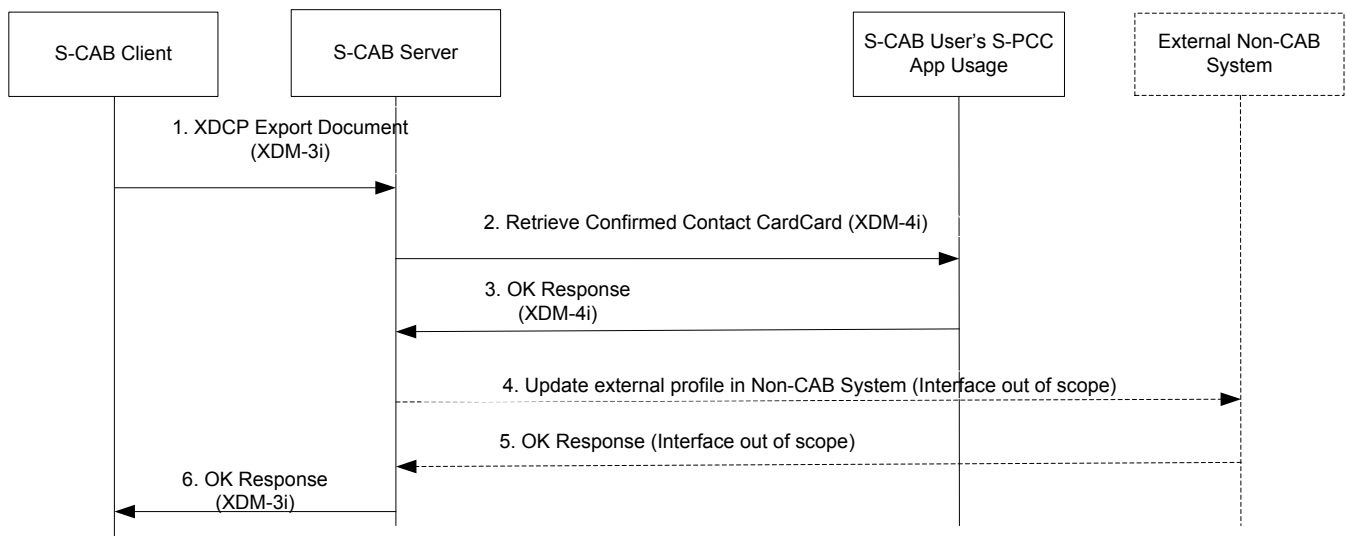 S-CAB Client
S-CAB Server
S-CAB User's S-PCC
App Usage
External Non-CAB
System
1. XDCP Export Document
(XDM-3i)
2. Retrieve Confirmed Contact CardCard (XDM-4i)
3. OK Response
(XDM-4i)
4. Update external profile in Non-CAB System (Interface out of scope)
5. OK Response (Interface out of scope)
6. OK Response
(XDM-3i)